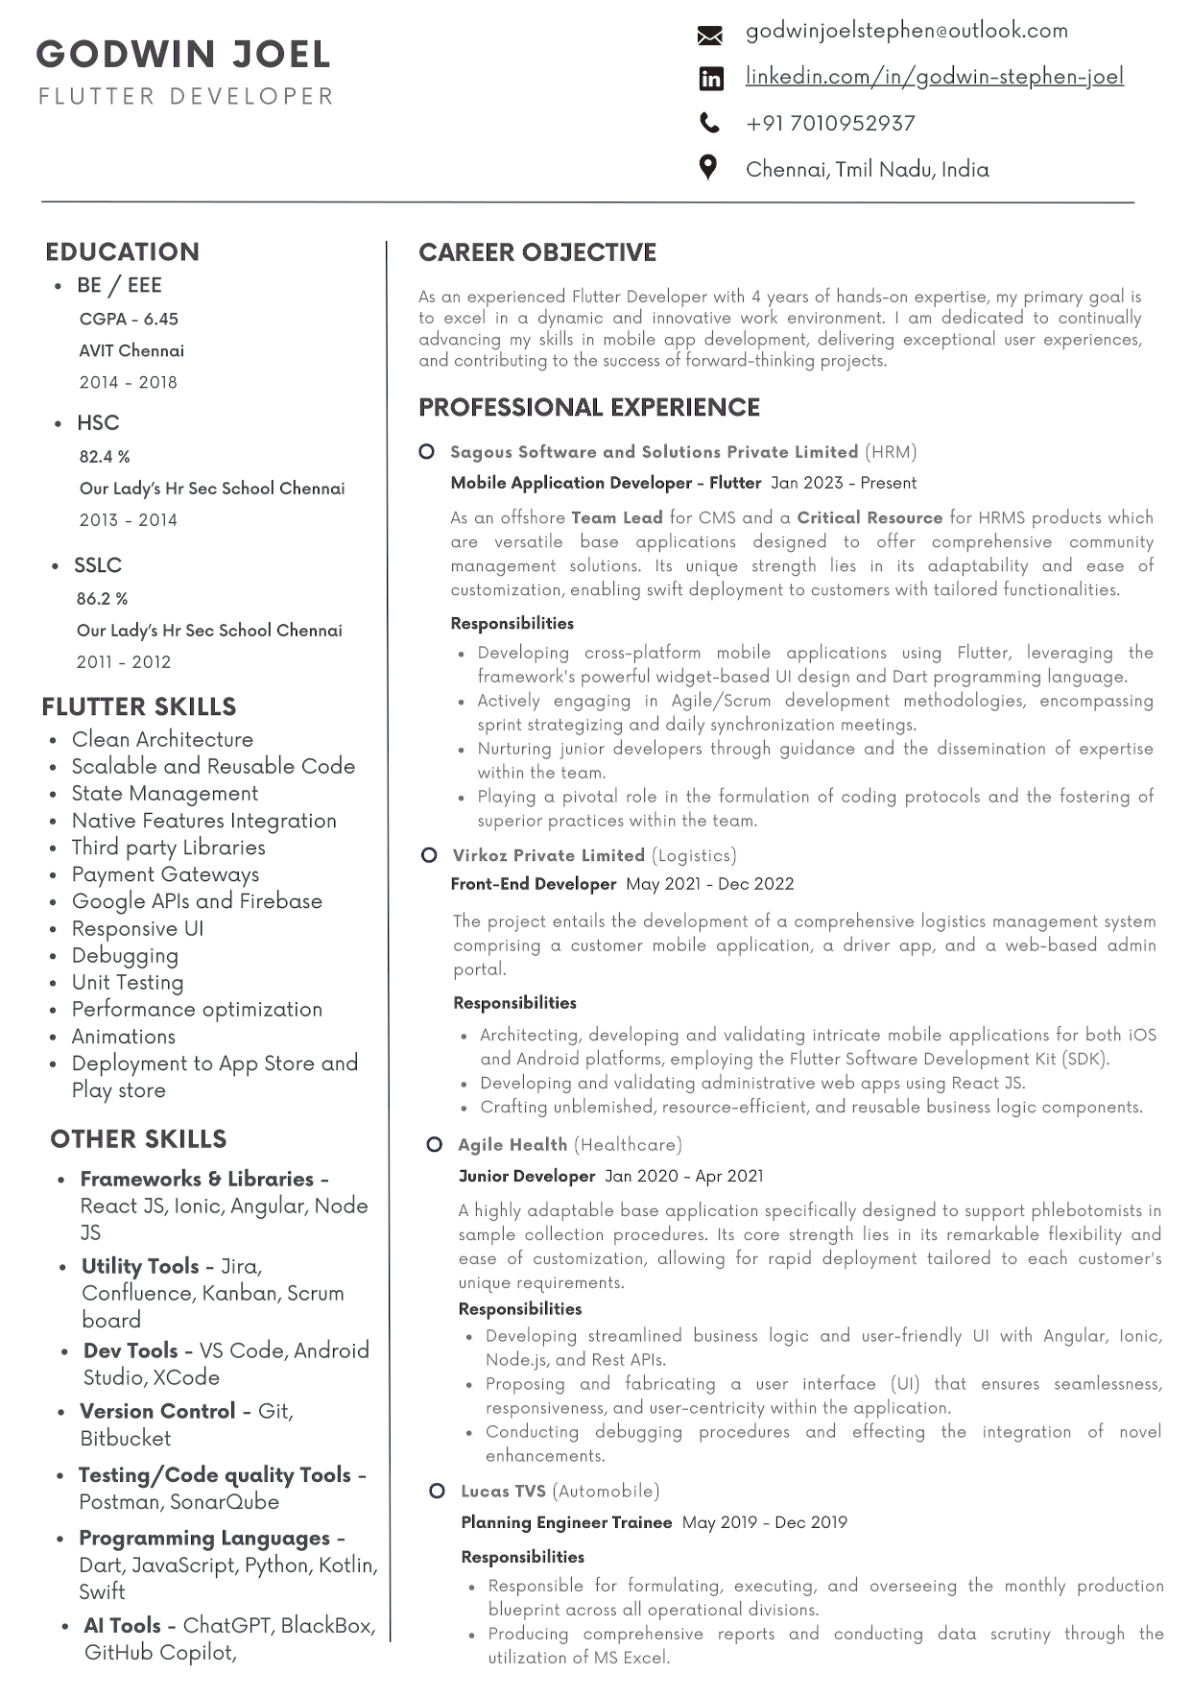 GODWIN JOEL
FLUTTER DEVELOPER
godwinjoelstephen@outlook.com
linkedin.com/in/godwin-stephen-joel
+91 7010952937
Chennai, Tmil Nadu, India
EDUCATION
• BE / EEE
CGPA - 6.45
AVIT Chennai
2014 - 2018
• HSC
82.4 %
Our Lady's Hr Sec School Chennai
2013 - 2014
• SSLC
86.2 %
Our Lady's Hr Sec School Chennai
2011 - 2012
FLUTTER SKILLS
• Clean Architecture
• Scalable and Reusable Code
• State Management
• Native Features Integration
• Third party Libraries
• Payment Gateways
• Google APIs and Firebase
• Responsive UI
• Debugging
• Unit Testing
• Performance optimization
• Animations
• Deployment to App Store and
Play store
OTHER SKILLS
• Frameworks & Libraries -
React JS, Ionic, Angular, Node
JS
• Utility Tools - Jira,
Confluence, Kanban, Scrum
board
• Dev Tools - VS Code, Android
Studio, XCode
• Version Control - Git,
Bitbucket
• Testing/Code quality Tools -
Postman, SonarQube
• Programming Languages -
Dart, JavaScript, Python, Kotlin,
Swift
• AI Tools - ChatGPT, BlackBox,
GitHub Copilot,
CAREER OBJECTIVE
As an experienced Flutter Developer with 4 years of hands-on expertise, my primary goal is
to excel in a dynamic and innovative work environment. I am dedicated to continually
advancing my skills in mobile app development, delivering exceptional user experiences,
and contributing to the success of forward-thinking projects.
PROFESSIONAL EXPERIENCE
Sagous Software and Solutions Private Limited (HRM)
Mobile Application Developer - Flutter Jan 2023 - Present
As an offshore Team Lead for CMS and a Critical Resource for HRMS products which
are versatile base applications designed to offer comprehensive community
management solutions. Its unique strength lies in its adaptability and ease of
customization, enabling swift deployment to customers with tailored functionalities.
Responsibilities
• Developing cross-platform mobile applications using Flutter, leveraging the
framework's powerful widget-based UI design and Dart programming language.
• Actively engaging in Agile/Scrum development methodologies, encompassing
sprint strategizing and daily synchronization meetings.
• Nurturing junior developers through guidance and the dissemination of expertise
within the team.
• Playing a pivotal role in the formulation of coding protocols and the fostering of
superior practices within the team.
Virkoz Private Limited (Logistics)
Front-End Developer May 2021 - Dec 2022
The project entails the development of a comprehensive logistics management system
comprising a customer mobile application, a driver app, and a web-based admin
portal.
Responsibilities
• Architecting, developing and validating intricate mobile applications for both iOS
and Android platforms, employing the Flutter Software Development Kit (SDK).
• Developing and validating administrative web apps using React JS.
• Crafting unblemished, resource-efficient, and reusable business logic components.
Agile Health (Healthcare)
Junior Developer Jan 2020 - Apr 2021
A highly adaptable base application specifically designed to support phlebotomists in
sample collection procedures. Its core strength lies in its remarkable flexibility and
ease of customization, allowing for rapid deployment tailored to each customer's
unique requirements.
Responsibilities
• Developing streamlined business logic and user-friendly UI with Angular, Ionic,
Node.js, and Rest APIs.
• Proposing and fabricating a user interface (UI) that ensures seamlessness,
responsiveness, and user-centricity within the application.
• Conducting debugging procedures and effecting the integration of novel
enhancements.
Lucas TVS (Automobile)
Planning Engineer Trainee May 2019 - Dec 2019
Responsibilities
• Responsible for formulating, executing, and overseeing the monthly production
blueprint across all operational divisions.
• Producing comprehensive reports and conducting data scrutiny through the
utilization of MS Excel.